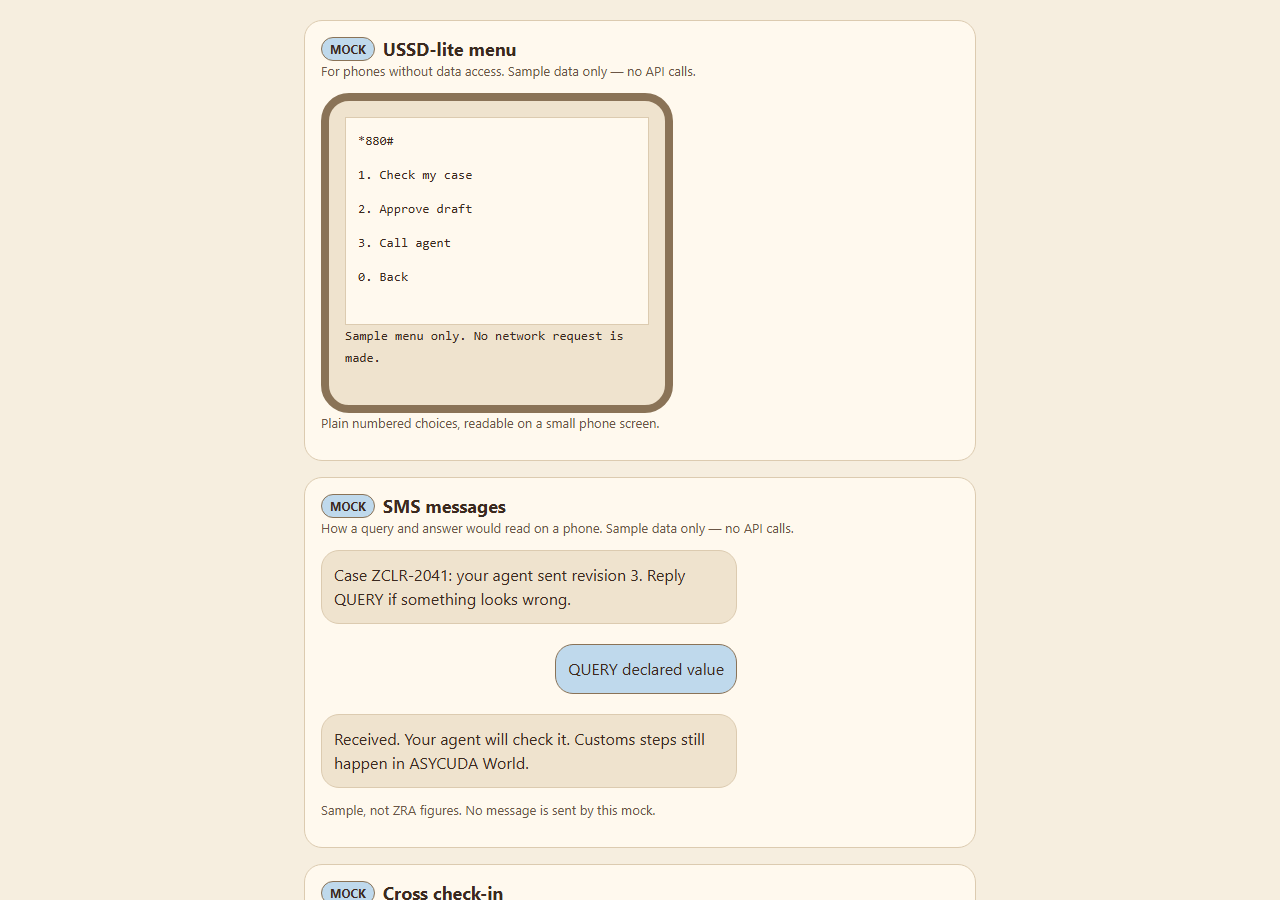 MOCK USSD-lite menu
For phones without data access. Sample data only — no API calls.
*880#
1. Check my case
2. Approve draft
3. Call agent
0. Back
Sample menu only. No network request is
made.
Plain numbered choices, readable on a small phone screen.
MOCK SMS messages
How a query and answer would read on a phone. Sample data only — no API calls.
Case ZCLR-2041: your agent sent revision 3. Reply
QUERY if something looks wrong.
QUERY declared value
Received. Your agent will check it. Customs steps still
happen in ASYCUDA World.
Sample, not ZRA figures. No message is sent by this mock.
MOCK Cross check-in